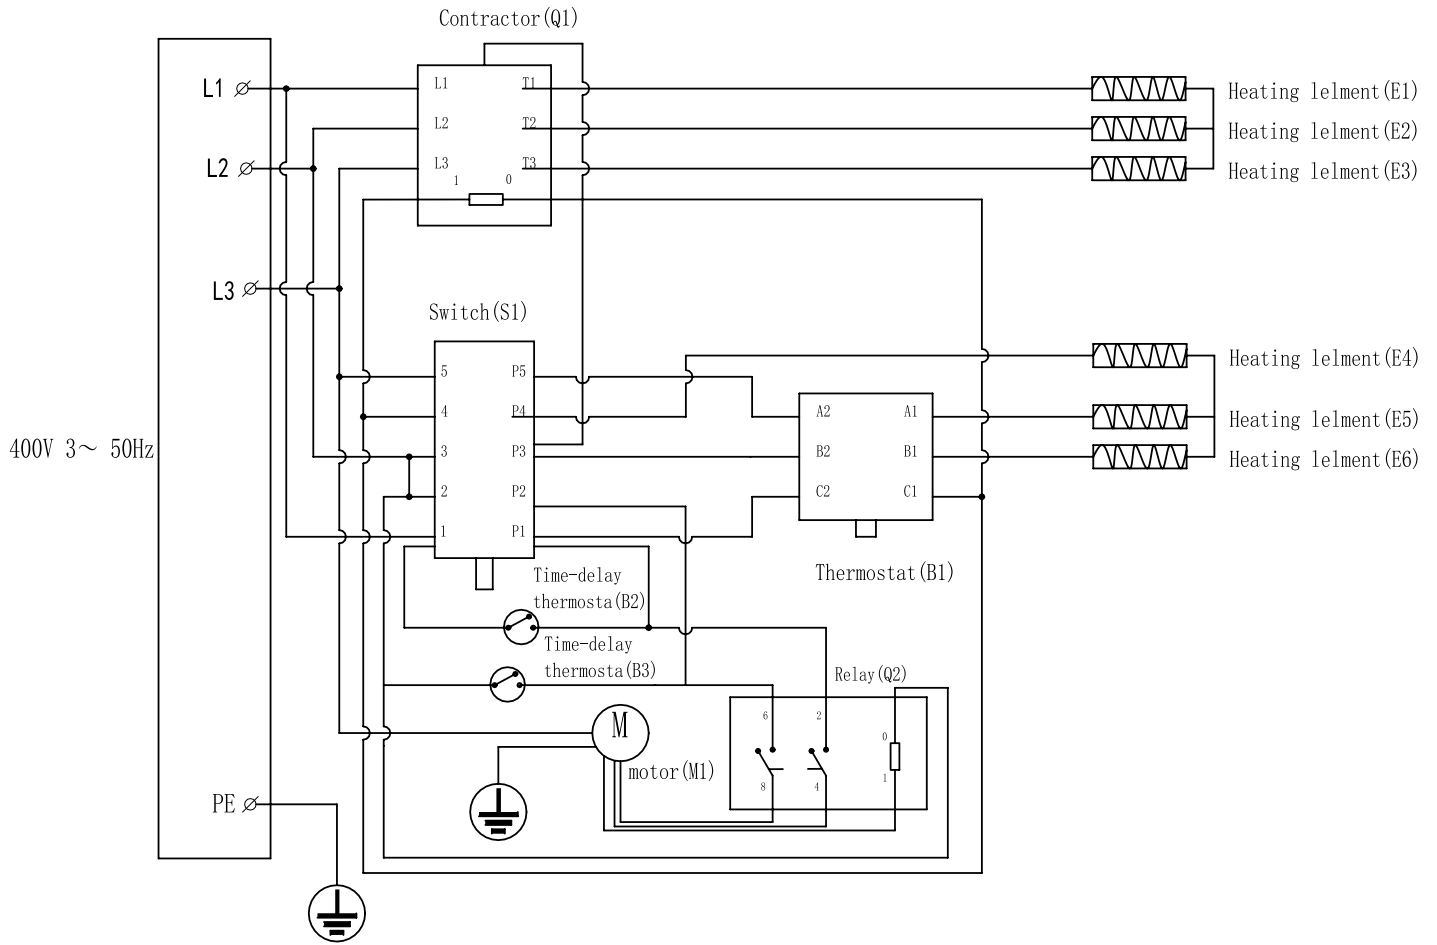 Contractor(Q1)
L1
L1
T1
Heating lelment(E1)
L2
T2
Heating lelment(E2)
L2
L3
T3
Heating lelment(E3)
1
0
L3
Switch(S1)
Heating lelment(E4)
5
P5
4
P4
A2
A1
Heating lelment(E5)
400V 3~ 50Hz
3
P3
B2
B1
Heating lelment(E6)
2
P2
C2
C1
1
P1
Thermostat(B1)
Time-delay
thermosta(B2)
Time-delay
thermosta(B3)
Relay(Q2)
M
6
2
0
motor(M1)
1
8
4
PE